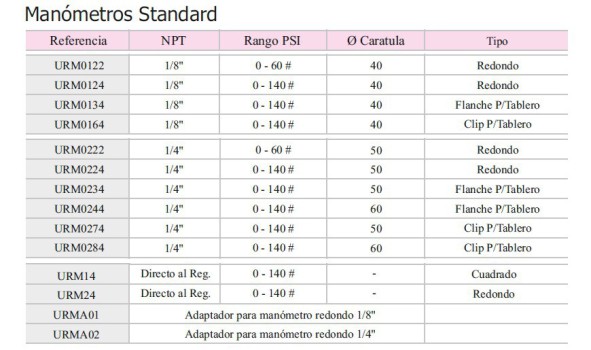 Manómetros Standard
Referencia NPT Rango PSI Ø Caratula Tipo
URM0122 1/8" 0 - 60 # 40 Redondo
URM0124 1/8" 0 - 140 # 40 Redondo
URM0134 1/8" 0 - 140 # 40 Flanche P/Tablero
URM0164 1/8" 0 - 140 # 40 Clip P/Tablero
URM0222 1/4" 0 - 60 # 50 Redondo
URM0224 1/4" 0 - 140 # 50 Redondo
URM0234 1/4" 0 - 140 # 50 Flanche P/Tablero
URM0244 1/4" 0 - 140 # 60 Flanche P/Tablero
URM0274 1/4" 0 - 140 # 50 Clip P/Tablero
URM0284 1/4" 0 - 140 # 60 Clip P/Tablero
URM14 Directo al Reg. 0 - 140 # - Cuadrado
URM24 Directo al Reg. 0 - 140 # - Redondo
URMA01 Adaptador para manómetro redondo 1/8"
URMA02 Adaptador para manómetro redondo 1/4"